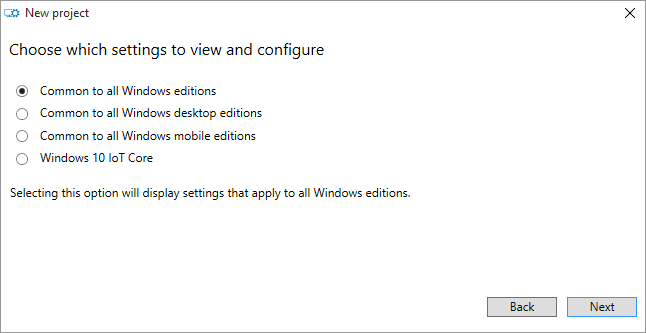 New project
Choose which settings to view and configure
Common to all Windows editions
Common to all Windows desktop editions
Common to all Windows mobile editions
Windows 10 IoT Core
Selecting this option will display settings that apply to all Windows editions.
Back
Next